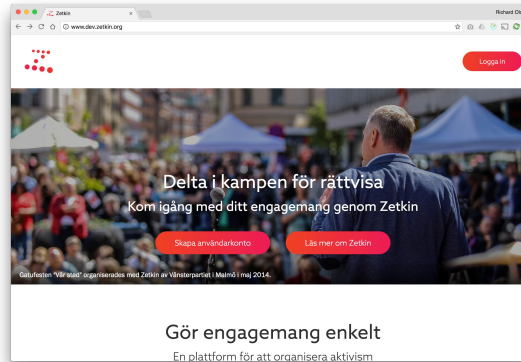 Zetkin
Richard Ol
www.dev.zetkin.org
Logga in
Delta i kampen för rättvisa
Kom igång med ditt engagemang genom Zetkin
Skapa användarkonto
Läs mer om Zetkin
Gatufesten "Vår stad" organiserades med Zetkin av Vänsterpartiet i Malmö i maj 2014.
Gör engagemang enkelt
En plattform för att organisera aktivism